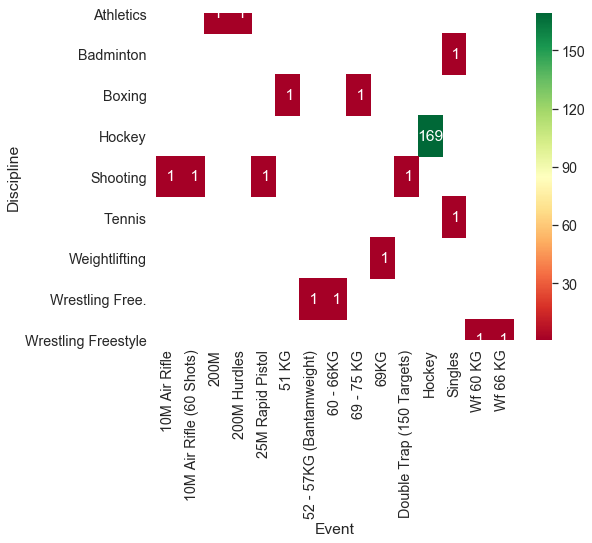 Athletics 1 1
Badminton 1
Boxing 1 1
Hockey 169
Shooting 1 1 1 1
Tennis 1
Weightlifting 1
Wrestling Free. 1 1
Wrestling Freestyle 1 1
Discipline
10M Air Rifle
10M Air Rifle (60 Shots)
200M
200M Hurdles
25M Rapid Pistol
51 KG
52 - 57KG (Bantamweight)
60 - 66KG
69 - 75 KG
69KG
Double Trap (150 Targets)
Hockey
Singles
Wf 60 KG
Wf 66 KG
Event
150
120
90
60
30